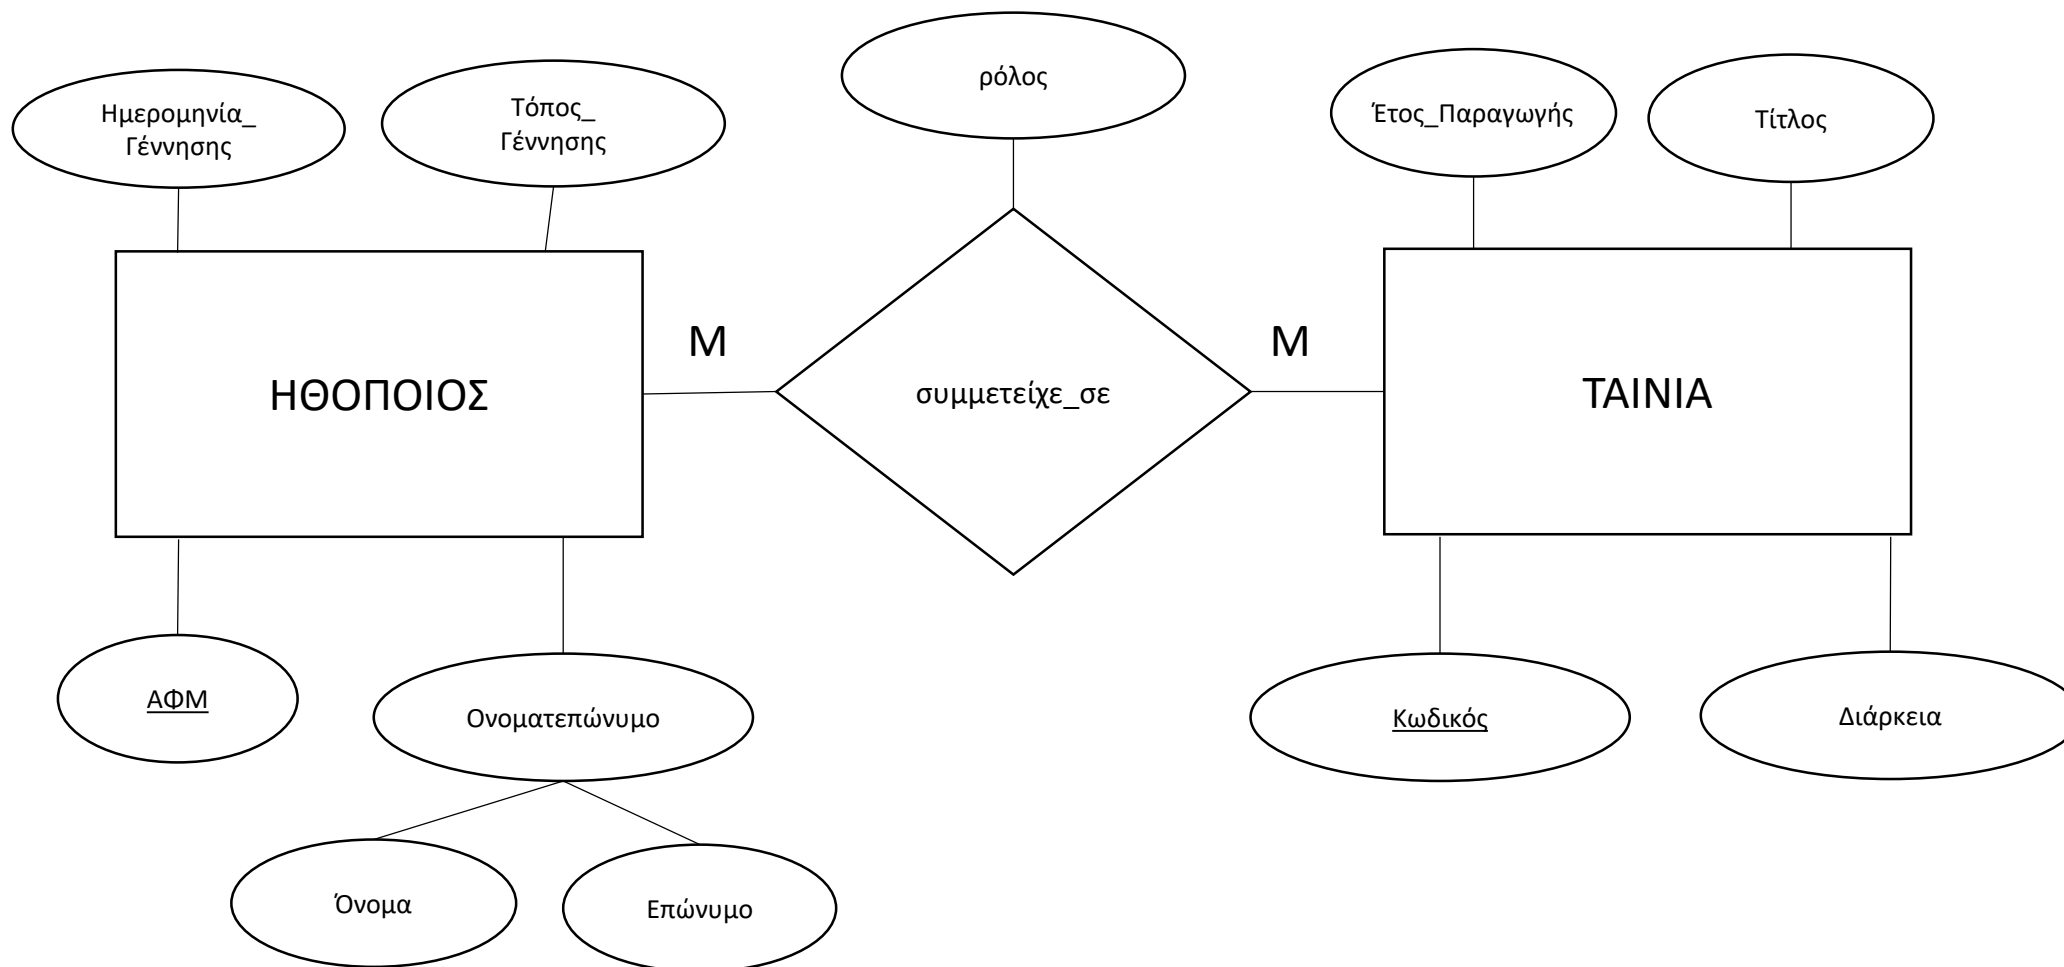 ρόλος
Ημερομηνία_
Γέννησης
Τόπος_
Γέννησης
Έτος_Παραγωγής
Τίτλος
Μ
Μ
ΗΘΟΠΟΙΟΣ
συμμετείχε_σε
ΤΑΙΝΙΑ
ΑΦΜ
Ονοματεπώνυμο
Κωδικός
Διάρκεια
Όνομα
Επώνυμο